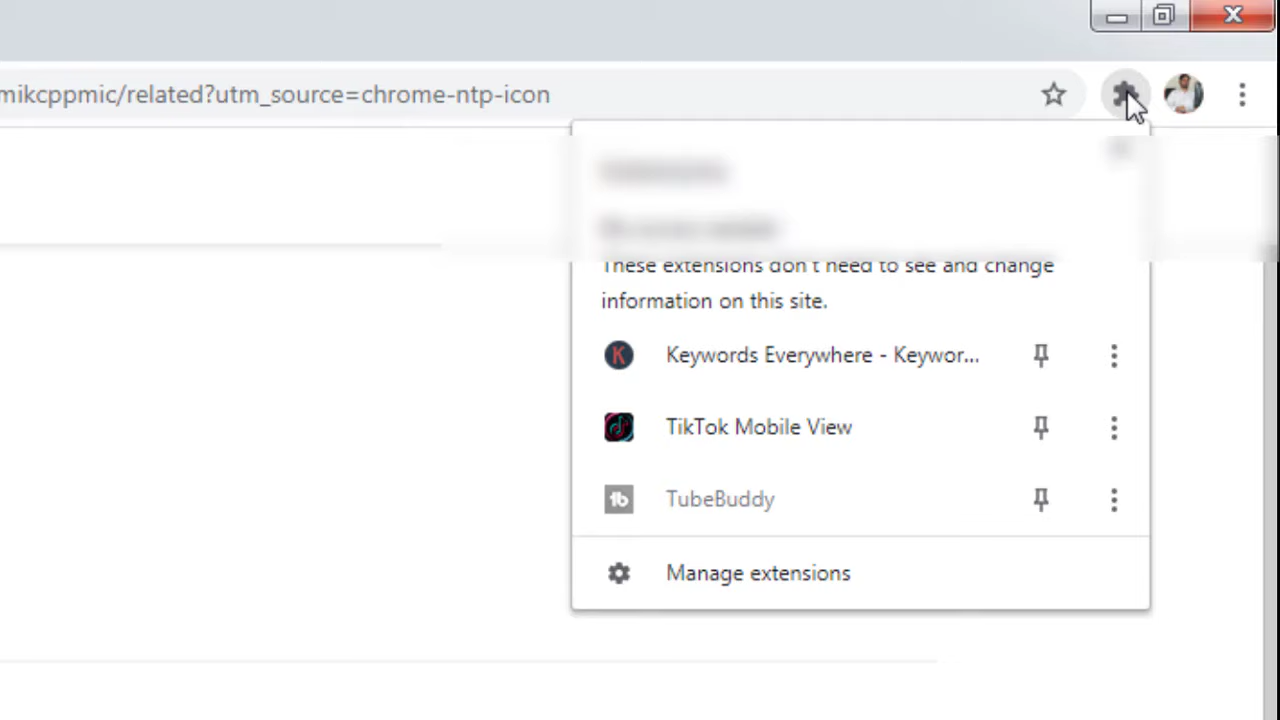 mikcppmic/related?utm_source=chrome-ntp-icon
These extensions don't need to see and change
information on this site.
Keywords Everywhere - Keywor...
TikTok Mobile View
TubeBuddy
Manage extensions